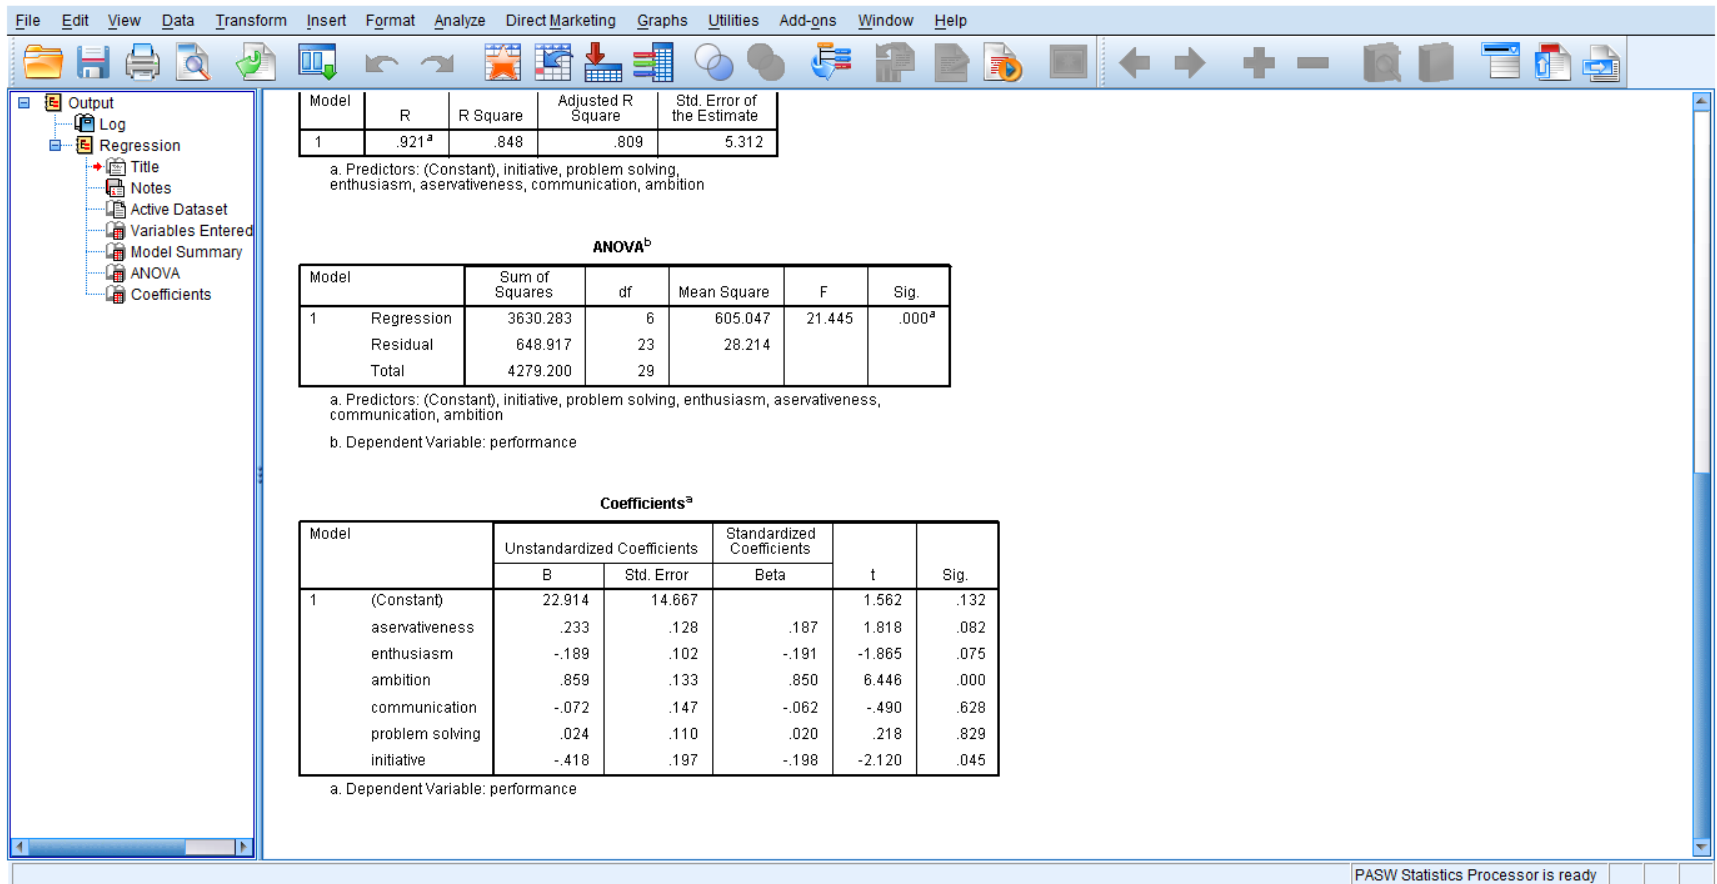 File Edit View Data Transform Insert Format Analyze Direct Marketing Graphs Utilities Add-ons Window Help
Output
Log
Regression
Title
Notes
Active Dataset
Variables Entered
Model Summary
ANOVA
Coefficients
Model R R Square Adjusted R Square Std. Error of the Estimate
1 .921a .848 .809 5.312
a. Predictors: (Constant), initiative, problem solving,
enthusiasm, aservativeness, communication, ambition
ANOVAb
Model Sum of Squares df Mean Square F Sig.
1 Regression 3630.283 6 605.047 21.445 .000a
Residual 648.917 23 28.214
Total 4279.200 29
a. Predictors: (Constant), initiative, problem solving, enthusiasm, aservativeness,
communication, ambition
b. Dependent Variable: performance
Coefficientsa
Model Unstandardized Coefficients Standardized Coefficients t Sig.
B Std. Error Beta
1 (Constant) 22.914 14.667 1.562 .132
aservativeness .233 .128 .187 1.818 .082
enthusiasm -.189 .102 -.191 -1.865 .075
ambition .859 .133 .850 6.446 .000
communication -.072 .147 -.062 -.490 .628
problem solving .024 .110 .020 .218 .829
initiative -.418 .197 -.198 -2.120 .045
a. Dependent Variable: performance
PASW Statistics Processor is ready